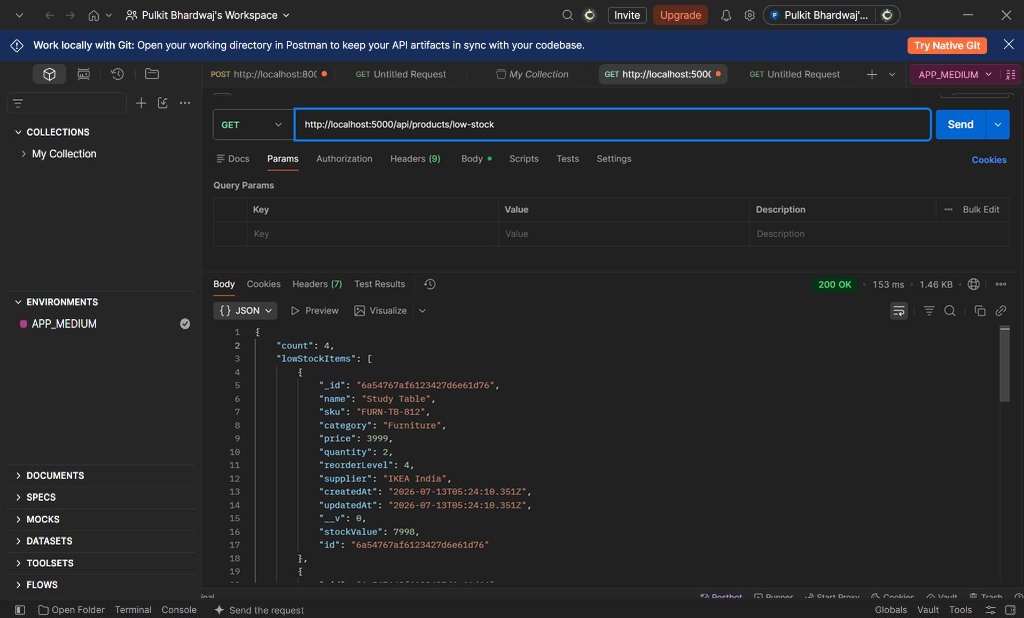 Pulkit Bhardwaj's Workspace
Invite
Upgrade
Pulkit Bhardwaj'...
Work locally with Git: Open your working directory in Postman to keep your API artifacts in sync with your codebase.
Try Native Git
POST http://localhost:80(
GET Untitled Request
My Collection
GET http://localhost:500(
GET Untitled Request
APP_MEDIUM
COLLECTIONS
My Collection
ENVIRONMENTS
APP_MEDIUM
DOCUMENTS
SPECS
MOCKS
DATASETS
TOOLSETS
FLOWS
GET
http://localhost:5000/api/products/low-stock
Send
Docs Params Authorization Headers (9) Body Scripts Tests Settings
Cookies
Query Params
Key Value Description ... Bulk Edit
Key Value Description
Body Cookies Headers (7) Test Results
200 OK 153 ms 1.46 KB
{ } JSON Preview Visualize
1 {
2 "count": 4,
3 "lowStockItems": [
4 {
5 "_id": "6a54767af6123427d6e61d76",
6 "name": "Study Table",
7 "sku": "FURN-TB-812",
8 "category": "Furniture",
9 "price": 3999,
10 "quantity": 2,
11 "reorderLevel": 4,
12 "supplier": "IKEA India",
13 "createdAt": "2026-07-13T05:24:10.351Z",
14 "updatedAt": "2026-07-13T05:24:10.351Z",
15 "__v": 0,
16 "stockValue": 7998,
17 "id": "6a54767af6123427d6e61d76"
18 },
19 {
Postbot Runner Start Proxy Cookies Vault Trash
Open Folder Terminal Console Send the request
Globals Vault Tools